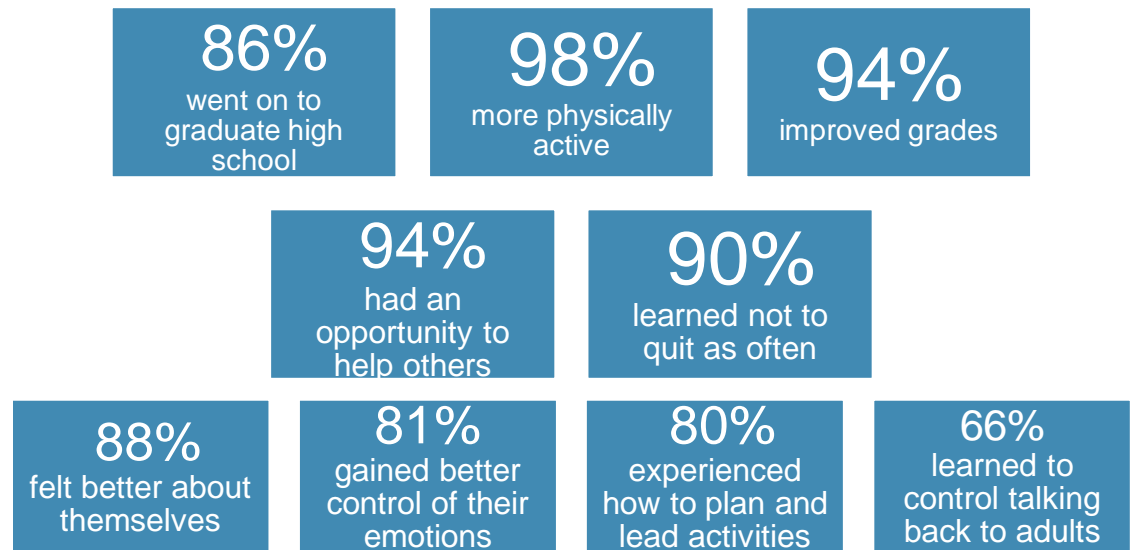 86%
went on to
graduate high
school
98%
more physically
active
94%
improved grades
94%
had an
opportunity to
help others
90%
learned not to
quit as often
88%
felt better about
themselves
81%
gained better
control of their
emotions
80%
experienced
how to plan and
lead activities
66%
learned to
control talking
back to adults